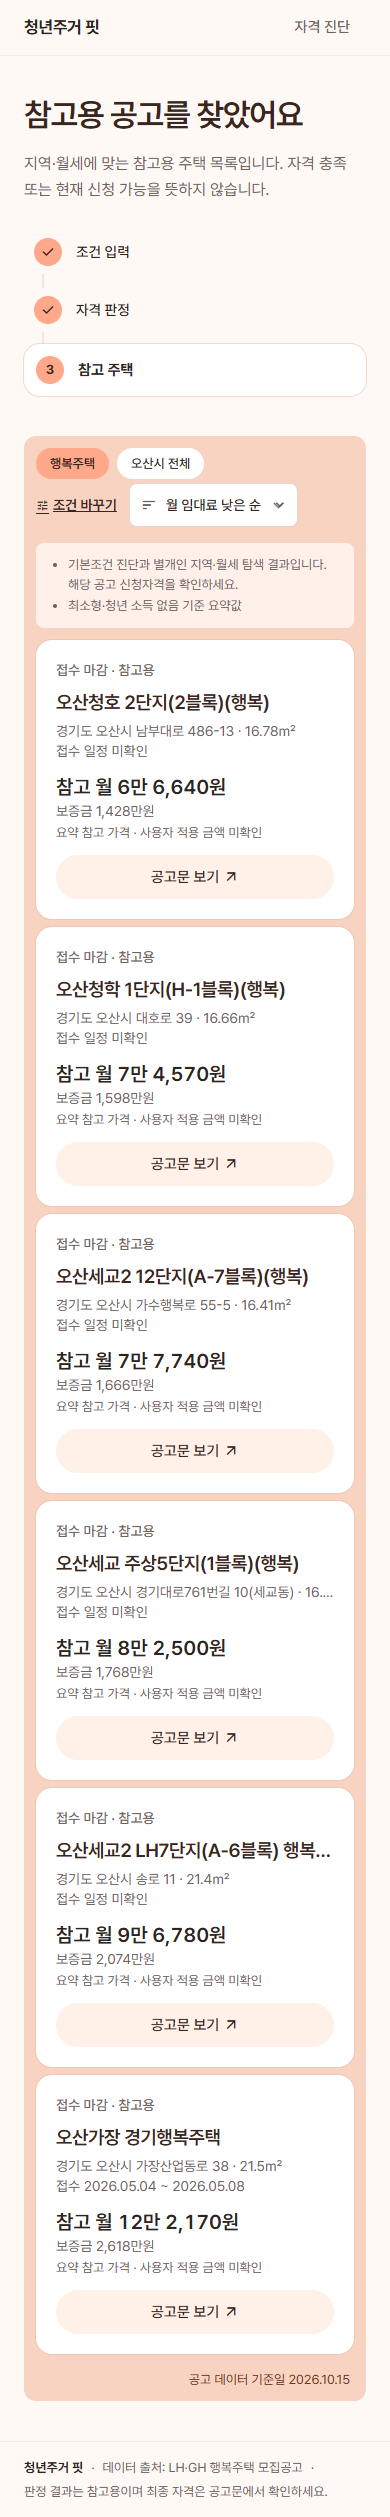 청년주거 핏 자격 진단
참고용 공고를 찾았어요
지역·월세에 맞는 참고용 주택 목록입니다. 자격 충족
또는 현재 신청 가능을 뜻하지 않습니다.
조건 입력
자격 판정
3 참고 주택
행복주택 오산시 전체
조건 바꾸기 월 임대료 낮은 순
• 기본조건 진단과 별개인 지역·월세 탐색 결과입니다.
해당 공고 신청자격을 확인하세요.
• 최소형·청년 소득 없음 기준 요약값
접수 마감 · 참고용
오산청호 2단지(2블록)(행복)
경기도 오산시 남부대로 486-13 · 16.78m²
접수 일정 미확인
참고 월 6만 6,640원
보증금 1,428만원
요약 참고 가격 · 사용자 적용 금액 미확인
공고문 보기
접수 마감 · 참고용
오산청학 1단지(H-1블록)(행복)
경기도 오산시 대호로 39 · 16.66m²
접수 일정 미확인
참고 월 7만 4,570원
보증금 1,598만원
요약 참고 가격 · 사용자 적용 금액 미확인
공고문 보기
접수 마감 · 참고용
오산세교2 12단지(A-7블록)(행복)
경기도 오산시 가수행복로 55-5 · 16.41m²
접수 일정 미확인
참고 월 7만 7,740원
보증금 1,666만원
요약 참고 가격 · 사용자 적용 금액 미확인
공고문 보기
접수 마감 · 참고용
오산세교 주상5단지(1블록)(행복)
경기도 오산시 경기대로761번길 10(세교동) · 16....
접수 일정 미확인
참고 월 8만 2,500원
보증금 1,768만원
요약 참고 가격 · 사용자 적용 금액 미확인
공고문 보기
접수 마감 · 참고용
오산세교2 LH7단지(A-6블록) 행복...
경기도 오산시 송로 11 · 21.4m²
접수 일정 미확인
참고 월 9만 6,780원
보증금 2,074만원
요약 참고 가격 · 사용자 적용 금액 미확인
공고문 보기
접수 마감 · 참고용
오산가장 경기행복주택
경기도 오산시 가장산업동로 38 · 21.5m²
접수 2026.05.04 ~ 2026.05.08
참고 월 12만 2,170원
보증금 2,618만원
요약 참고 가격 · 사용자 적용 금액 미확인
공고문 보기
공고 데이터 기준일 2026.10.15
청년주거 핏 · 데이터 출처: LH·GH 행복주택 모집공고 ·
판정 결과는 참고용이며 최종 자격은 공고문에서 확인하세요.